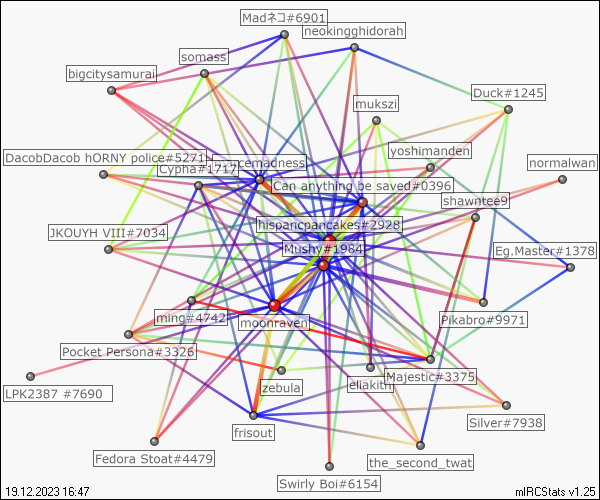 Madネコ#6901
neokingghidorah
somass
bigcitysamurai
Duck#1245
mukszi
yoshimanden
DacobDacob hORNY police#5271
normalwan
Cypha#1717
cemadness
Can anything be saved#0396
shawntee9
hispancpancakes#2928
JKOUYH VIII#7034
Mushy#1984
Eg.Master#1378
ming#4742
moonraven
Pikabro#9971
Pocket Persona#3326
zebula
eliakith
Majestic#3375
LPK2387 #7690
frisout
Silver#7938
Fedora Stoat#4479
the_second_twat
Swirly Boi#6154
19.12.2023 16:47
mIRCStats v1.25